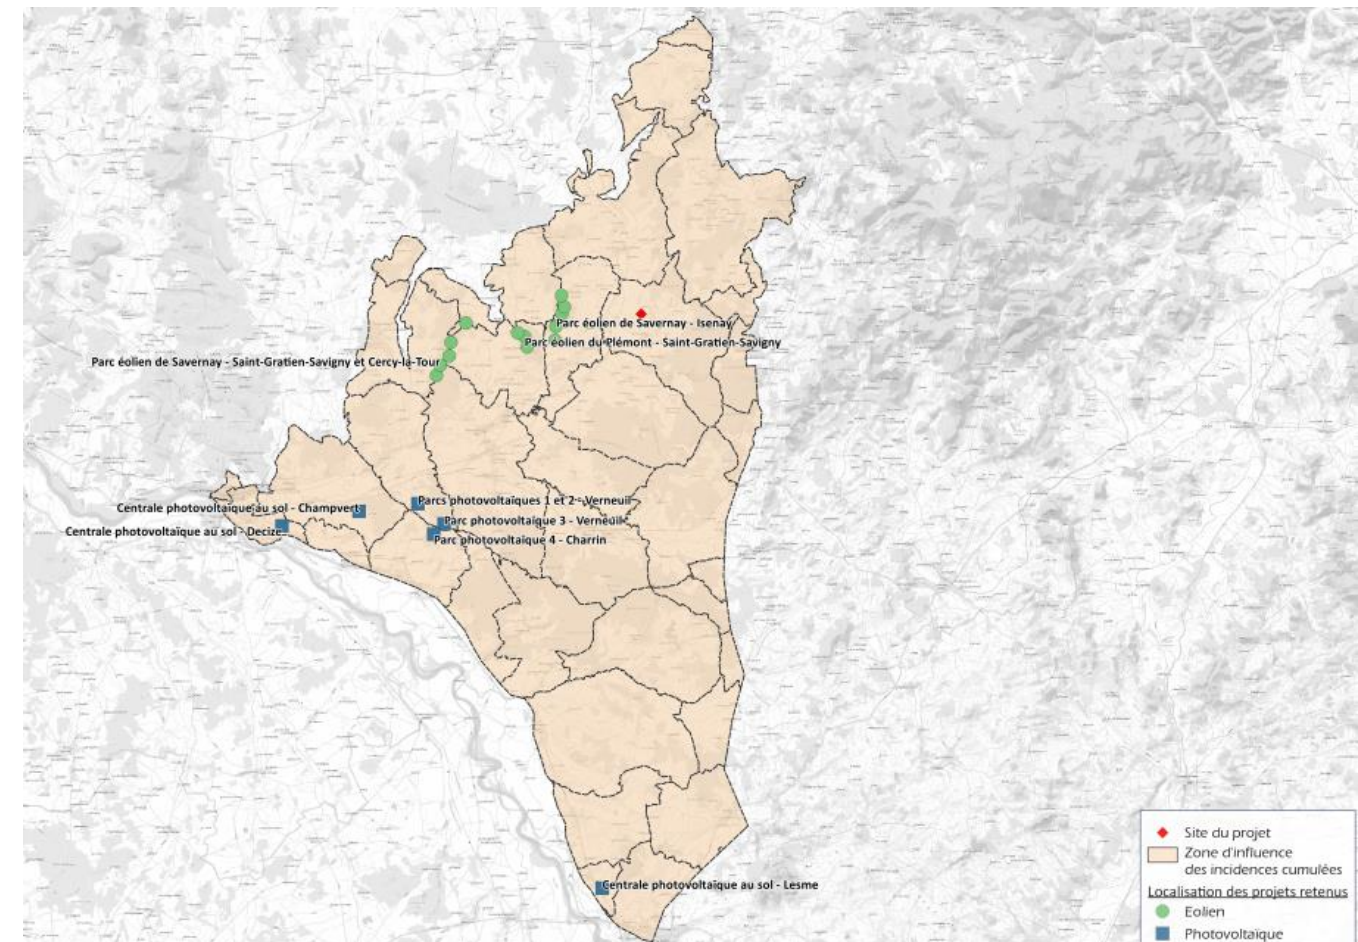 Parc éolien de Savernay - Isenay
Parc éolien du Plémont - Saint-Gratien-Savigny
Parc éolien de Savernay - Saint-Gratien-Savigny et Cercy-la-Tour
Parcs photovoltaïques 1 et 2 - Verneuil
Centrale photovoltaïque au sol - Champvert
Parc photovoltaïque 3 - Verneuil
Centrale photovoltaïque au sol - Decize
Parc photovoltaïque 4 - Charrin
Centrale photovoltaïque au sol - Lesme
Site du projet
Zone d'influence
des incidences cumulées
Localisation des projets retenus
Eolien
Photovoltaïque